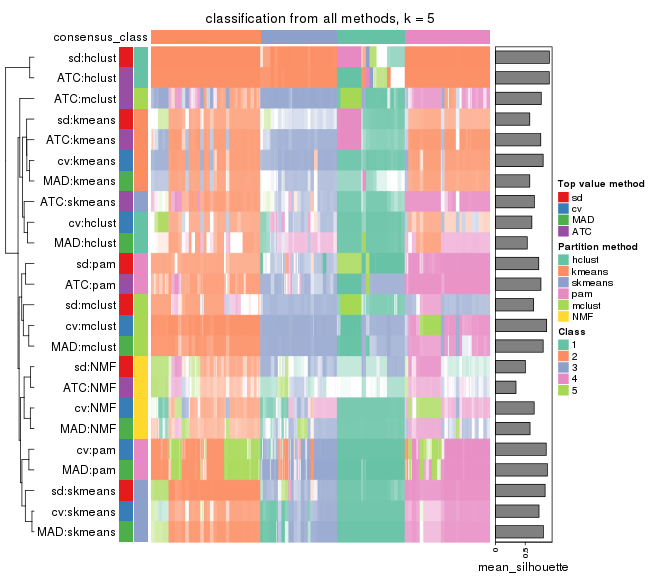 classification from all methods, k = 5
consensus_class
sd:hclust
ATC:hclust
ATC:mclust
sd:kmeans
ATC:kmeans
cv:kmeans
MAD:kmeans
ATC:skmeans
cv:hclust
MAD:hclust
sd:pam
ATC:pam
sd:mclust
cv:mclust
MAD:mclust
sd:NMF
ATC:NMF
cv:NMF
MAD:NMF
cv:pam
MAD:pam
sd:skmeans
cv:skmeans
MAD:skmeans
0
0.5
mean_silhouette
Top value method
sd
cv
MAD
ATC
Partition method
hclust
kmeans
skmeans
pam
mclust
NMF
Class
1
2
3
4
5